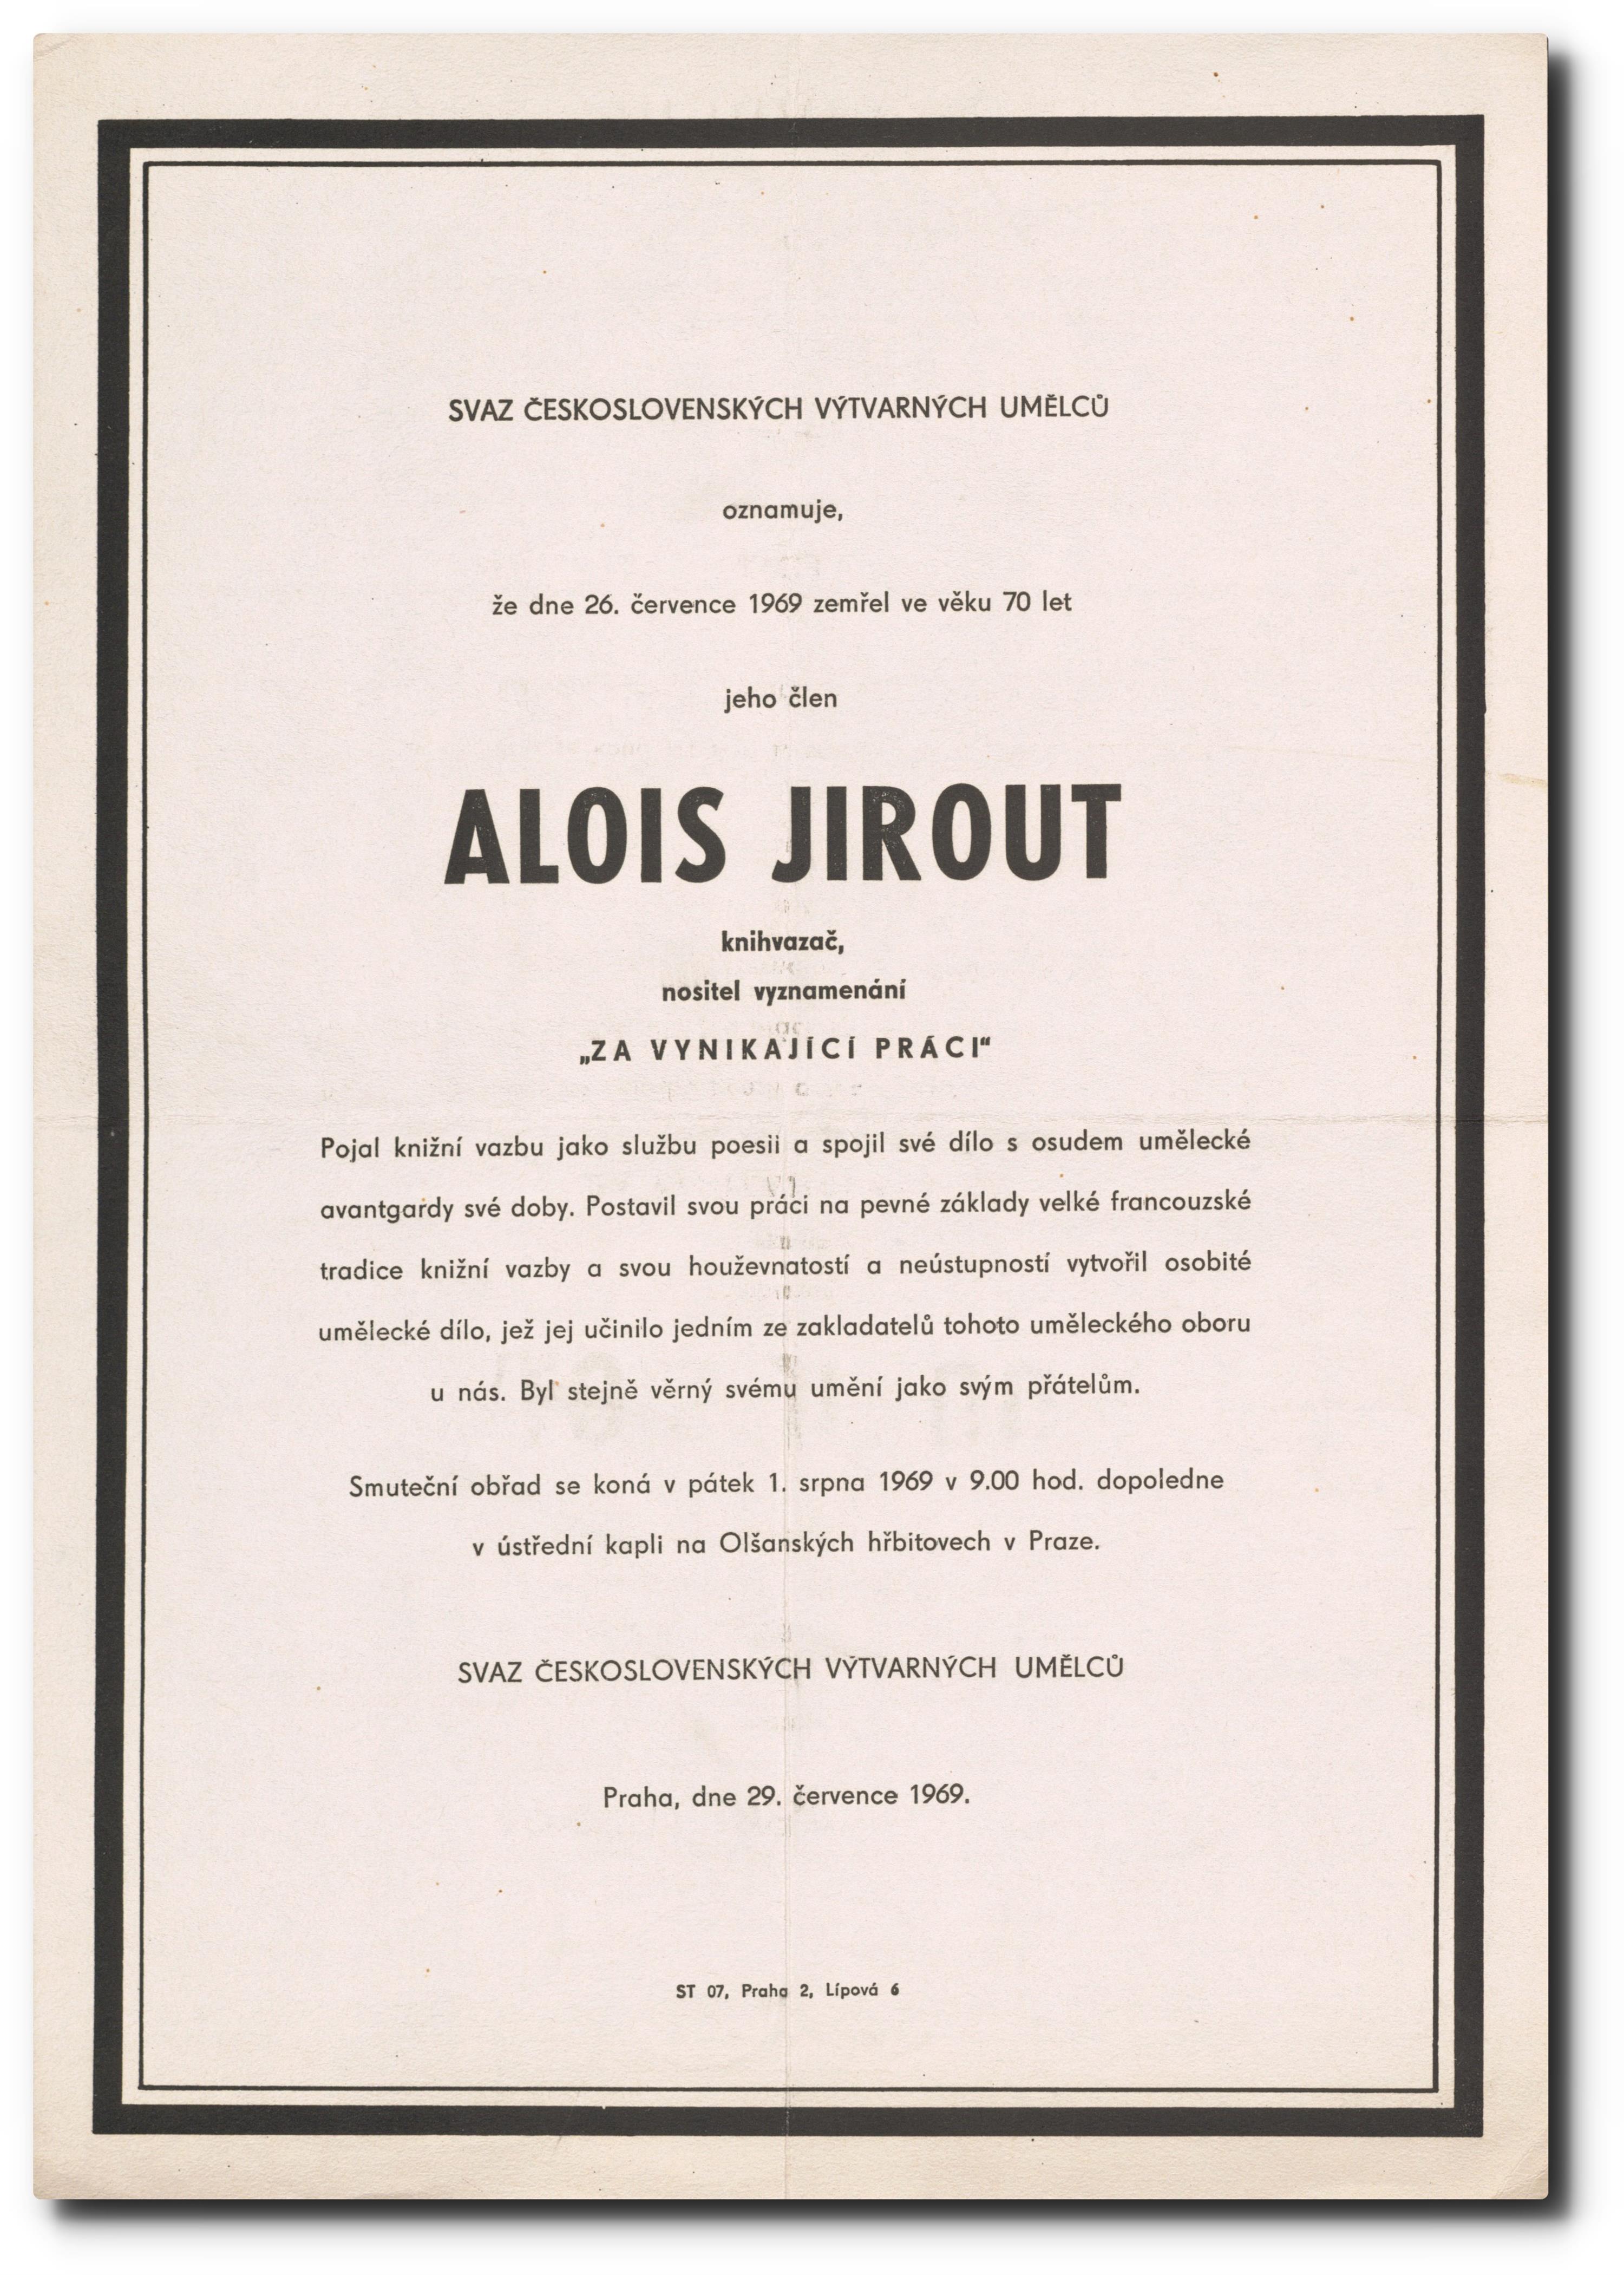 SVAZ ČESKOSLOVENSKÝCH VÝTVARNÝCH UMĚLCŮ
oznamuje,
že dne 26. července 1969 zemřel ve věku 70 let
jeho člen
ALOIS JIROUT
knihvazač,
nositel vyznamenání
„ZA VYNIKAJÍCÍ PRÁCI“
Pojal knižní vazbu jako službu poesii a spojil své dílo s osudem umělecké
avantgardy své doby. Postavil svou práci na pevné základy velké francouzské
tradice knižní vazby a svou houževnatostí a neústupností vytvořil osobité
umělecké dílo, jež jej učinilo jedním ze zakladatelů tohoto uměleckého oboru
u nás. Byl stejně věrný svému umění jako svým přátelům.
Smuteční obřad se koná v pátek 1. srpna 1969 v 9.00 hod. dopoledne
v ústřední kapli na Olšanských hřbitovech v Praze.
SVAZ ČESKOSLOVENSKÝCH VÝTVARNÝCH UMĚLCŮ
Praha, dne 29. července 1969.
ST 07, Praha 2, Lípová 6